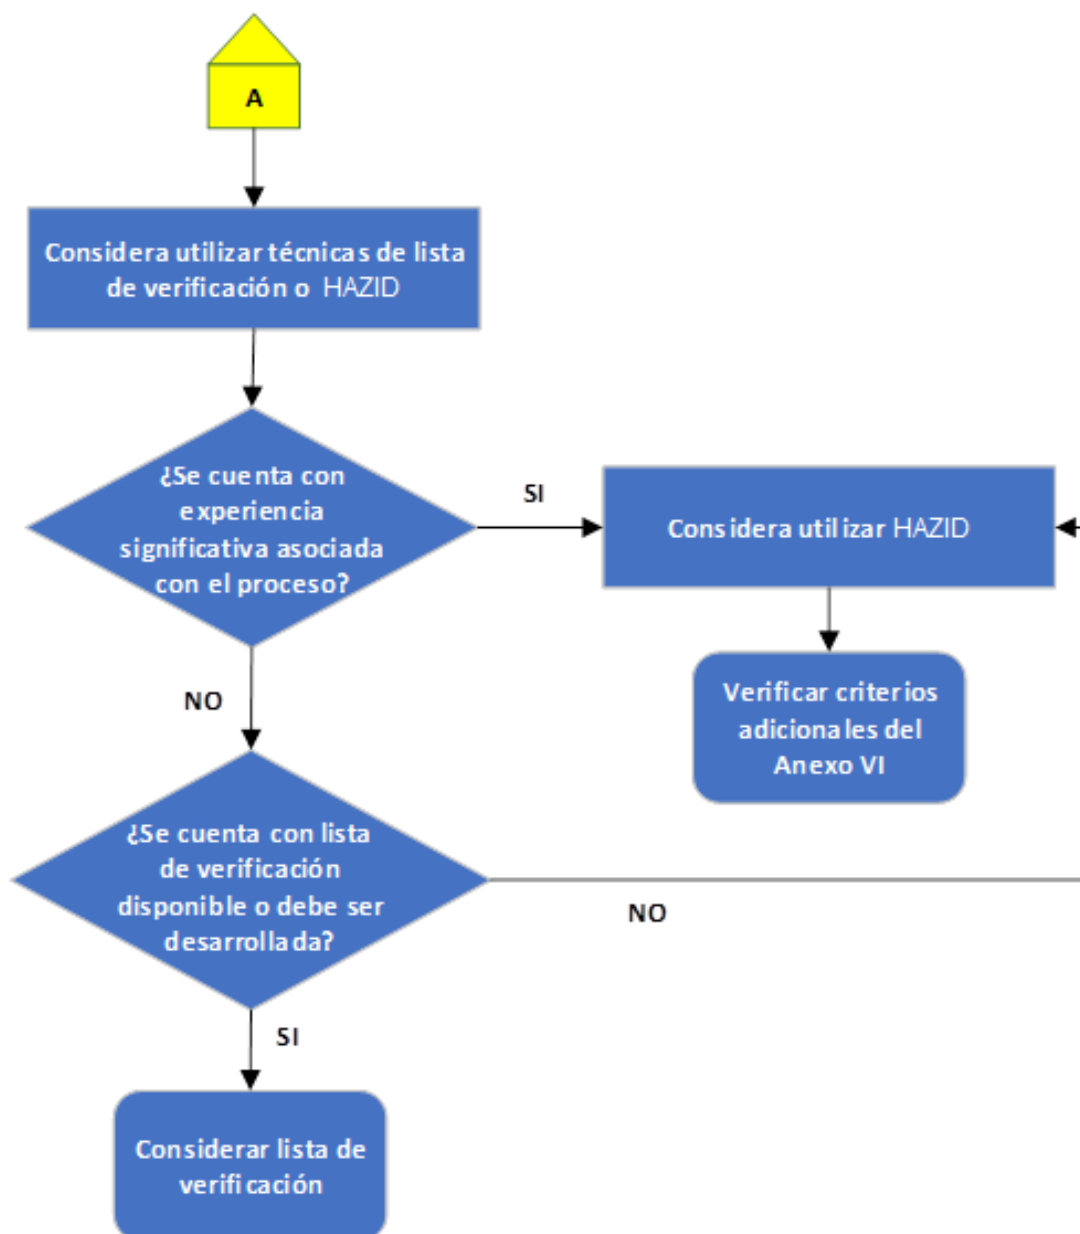 A
Considera utilizar técnicas de lista
de verificación o HAZID
¿Se cuenta con
experiencia
significativa asociada
con el proceso?
SI
Considera utilizar HAZID
Verificar criterios
adicionales del
Anexo VI
NO
¿Se cuenta con lista
de verificación
disponible o debe ser
desarrollada?
NO
SI
Considerar lista de
verificación